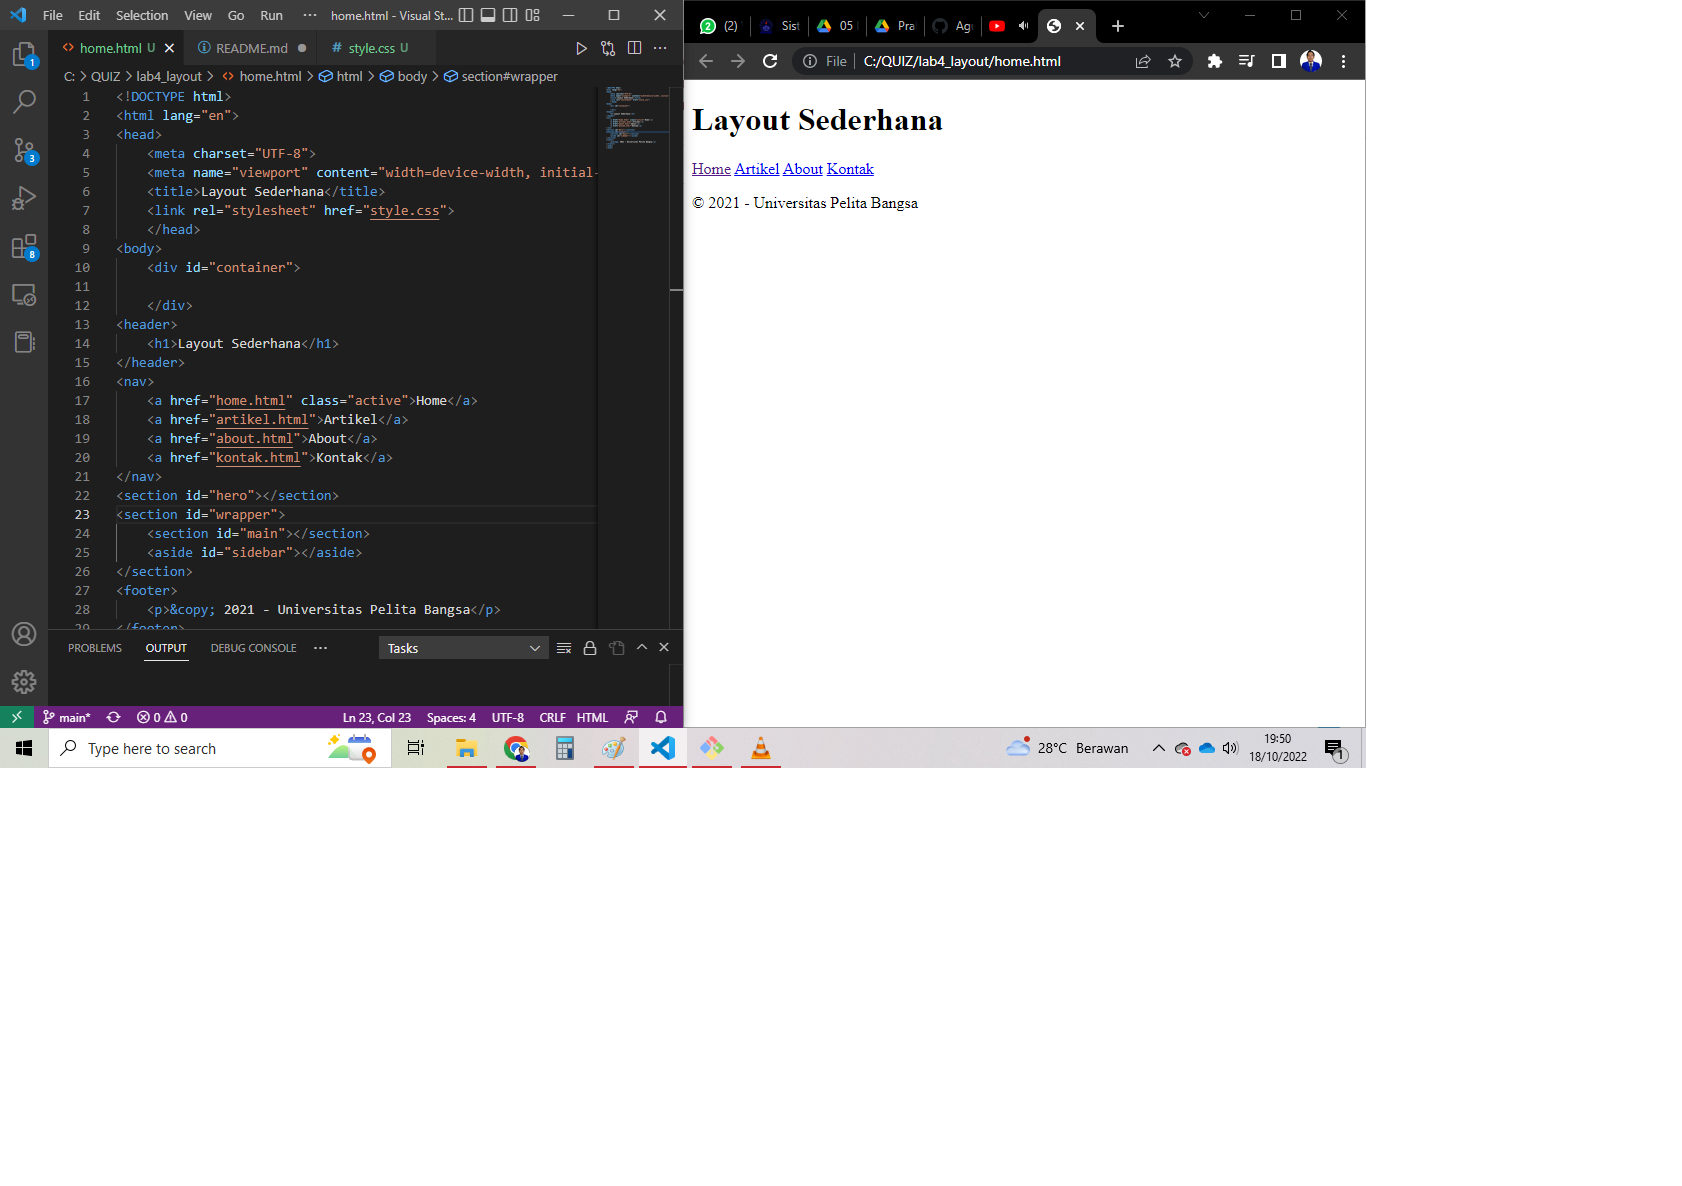 File Edit Selection View Go Run ··· home.html - Visual St...
home.html U README.md style.css U
C: > QUIZ > lab4_layout > home.html > html > body > section#wrapper
1 <!DOCTYPE html>
2 <html lang="en">
3 <head>
4 <meta charset="UTF-8">
5 <meta name="viewport" content="width=device-width, initial-
6 <title>Layout Sederhana</title>
7 <link rel="stylesheet" href="style.css">
8 </head>
9 <body>
10 <div id="container">
11
12 </div>
13 <header>
14 <h1>Layout Sederhana</h1>
15 </header>
16 <nav>
17 <a href="home.html" class="active">Home</a>
18 <a href="artikel.html">Artikel</a>
19 <a href="about.html">About</a>
20 <a href="kontak.html">Kontak</a>
21 </nav>
22 <section id="hero"></section>
23 <section id="wrapper">
24 <section id="main"></section>
25 <aside id="sidebar"></aside>
26 </section>
27 <footer>
28 <p>&copy; 2021 - Universitas Pelita Bangsa</p>
29 </footer>
1
3
8
PROBLEMS OUTPUT DEBUG CONSOLE ···
Tasks
main* 0 0 Ln 23, Col 23 Spaces: 4 UTF-8 CRLF HTML
2 (2) Sist 05 Pra Ag
File C:/QUIZ/lab4_layout/home.html
Layout Sederhana
Home Artikel About Kontak
© 2021 - Universitas Pelita Bangsa
Type here to search
28°C Berawan
19:50
18/10/2022
1